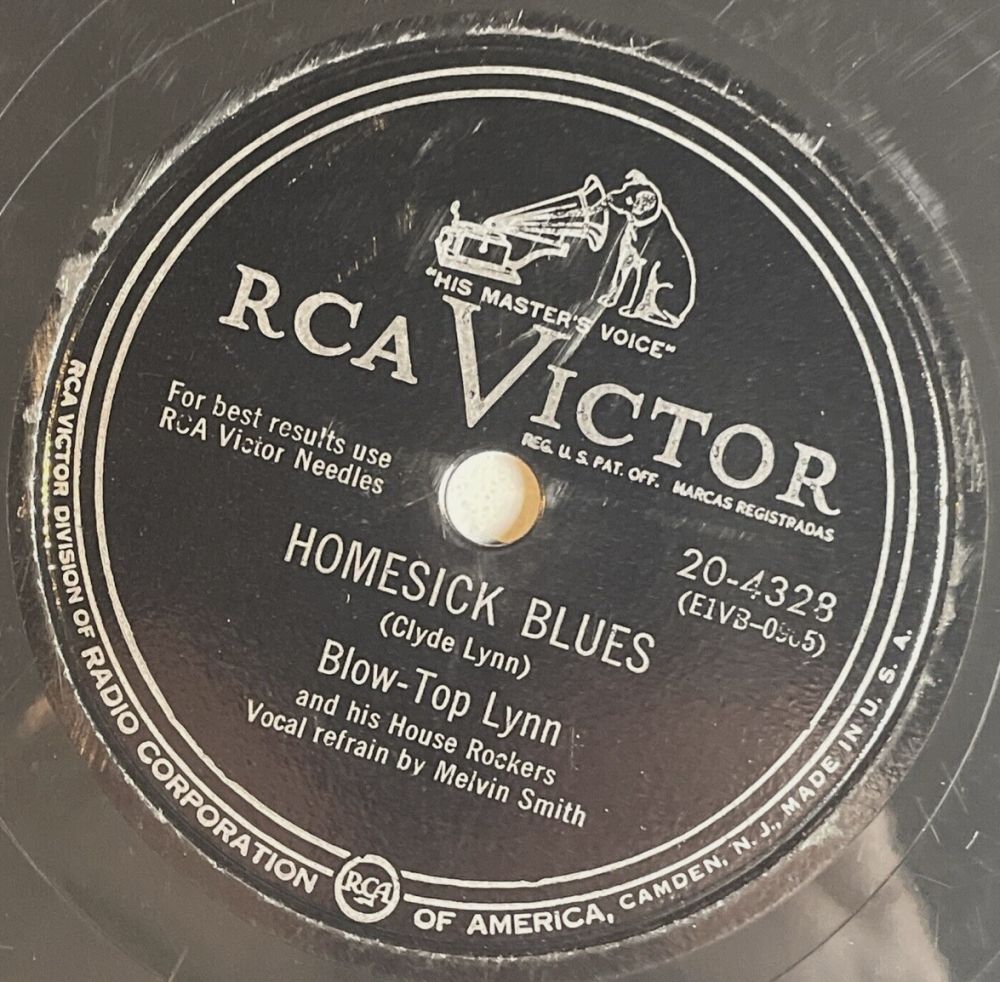 "HIS MASTER'S VOICE"
RCA VICTOR
REG. U. S. PAT. OFF. MARCAS REGISTRADAS
For best results use
RCA Victor Needles
20-4328
HOMESICK BLUES
(Clyde Lynn)
Blow-Top Lynn
and his House Rockers
Vocal refrain by Melvin Smith
RCA VICTOR DIVISION OF RADIO CORPORATION RCA OF AMERICA, CAMDEN, N. J., MADE IN U. S. A.